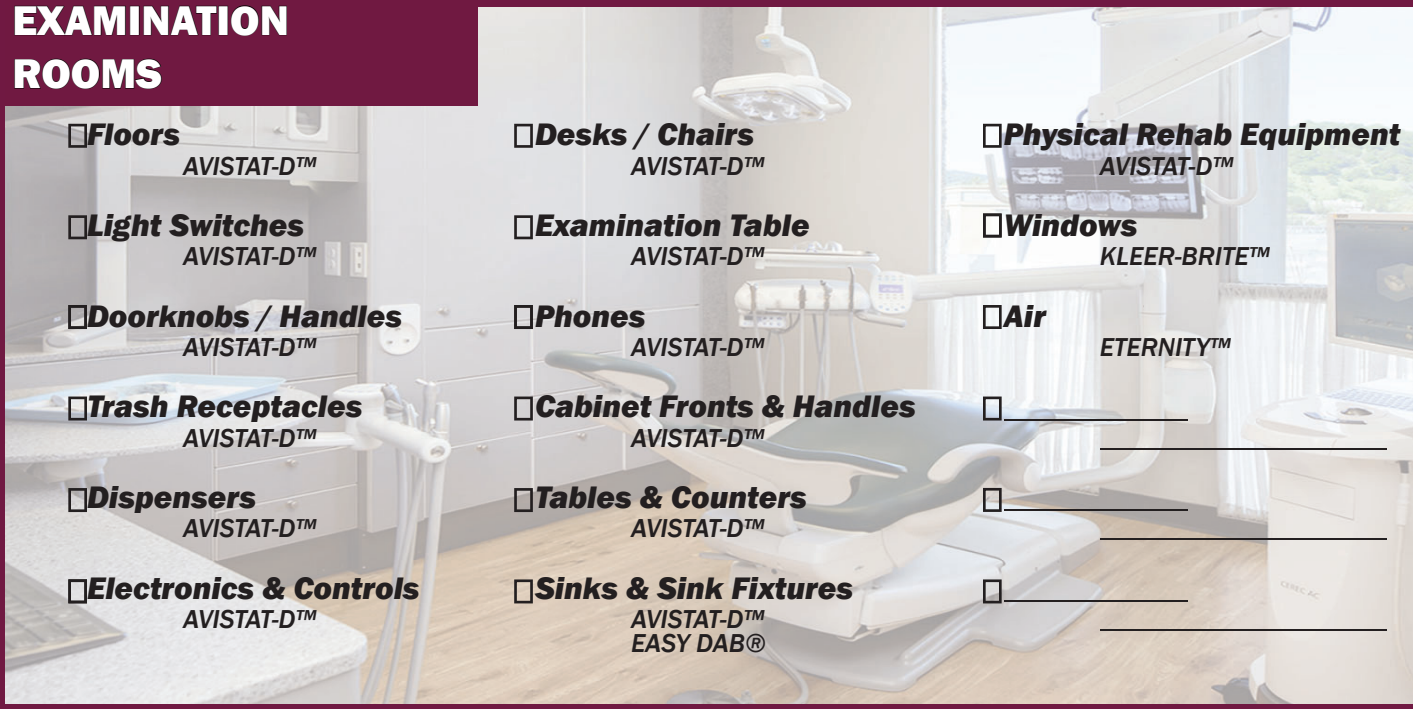 EXAMINATION
ROOMS
☐Floors
AVISTAT-D™
☐Light Switches
AVISTAT-D™
☐Doorknobs / Handles
AVISTAT-D™
☐Trash Receptacles
AVISTAT-D™
☐Dispensers
AVISTAT-D™
☐Electronics & Controls
AVISTAT-D™
☐Desks / Chairs
AVISTAT-D™
☐Examination Table
AVISTAT-D™
☐Phones
AVISTAT-D™
☐Cabinet Fronts & Handles
AVISTAT-D™
☐Tables & Counters
AVISTAT-D™
☐Sinks & Sink Fixtures
AVISTAT-D™
EASY DAB®
☐Physical Rehab Equipment
AVISTAT-D™
☐Windows
KLEER-BRITE™
☐Air
ETERNITY™
CEREC AC